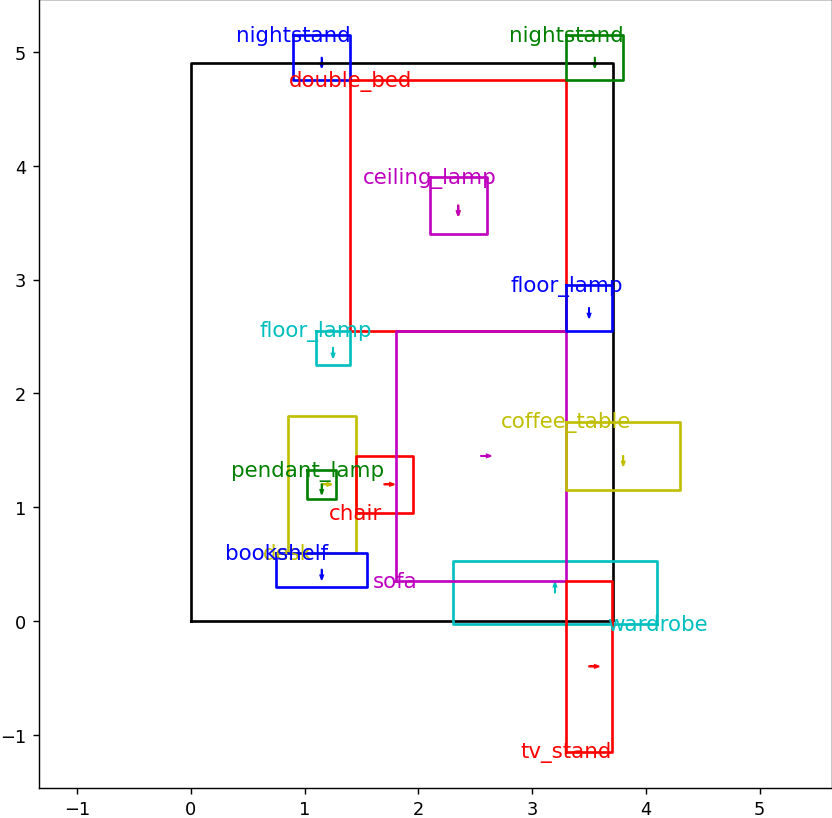 nightstand
nightstand
5
double_bed
4
ceiling_lamp
3
floor_lamp
floor_lamp
2
coffee_table
pendant_lamp
1
chair
desk
bookshelf
sofa
0
wardrobe
−1
tv_stand
−1
0
1
2
3
4
5